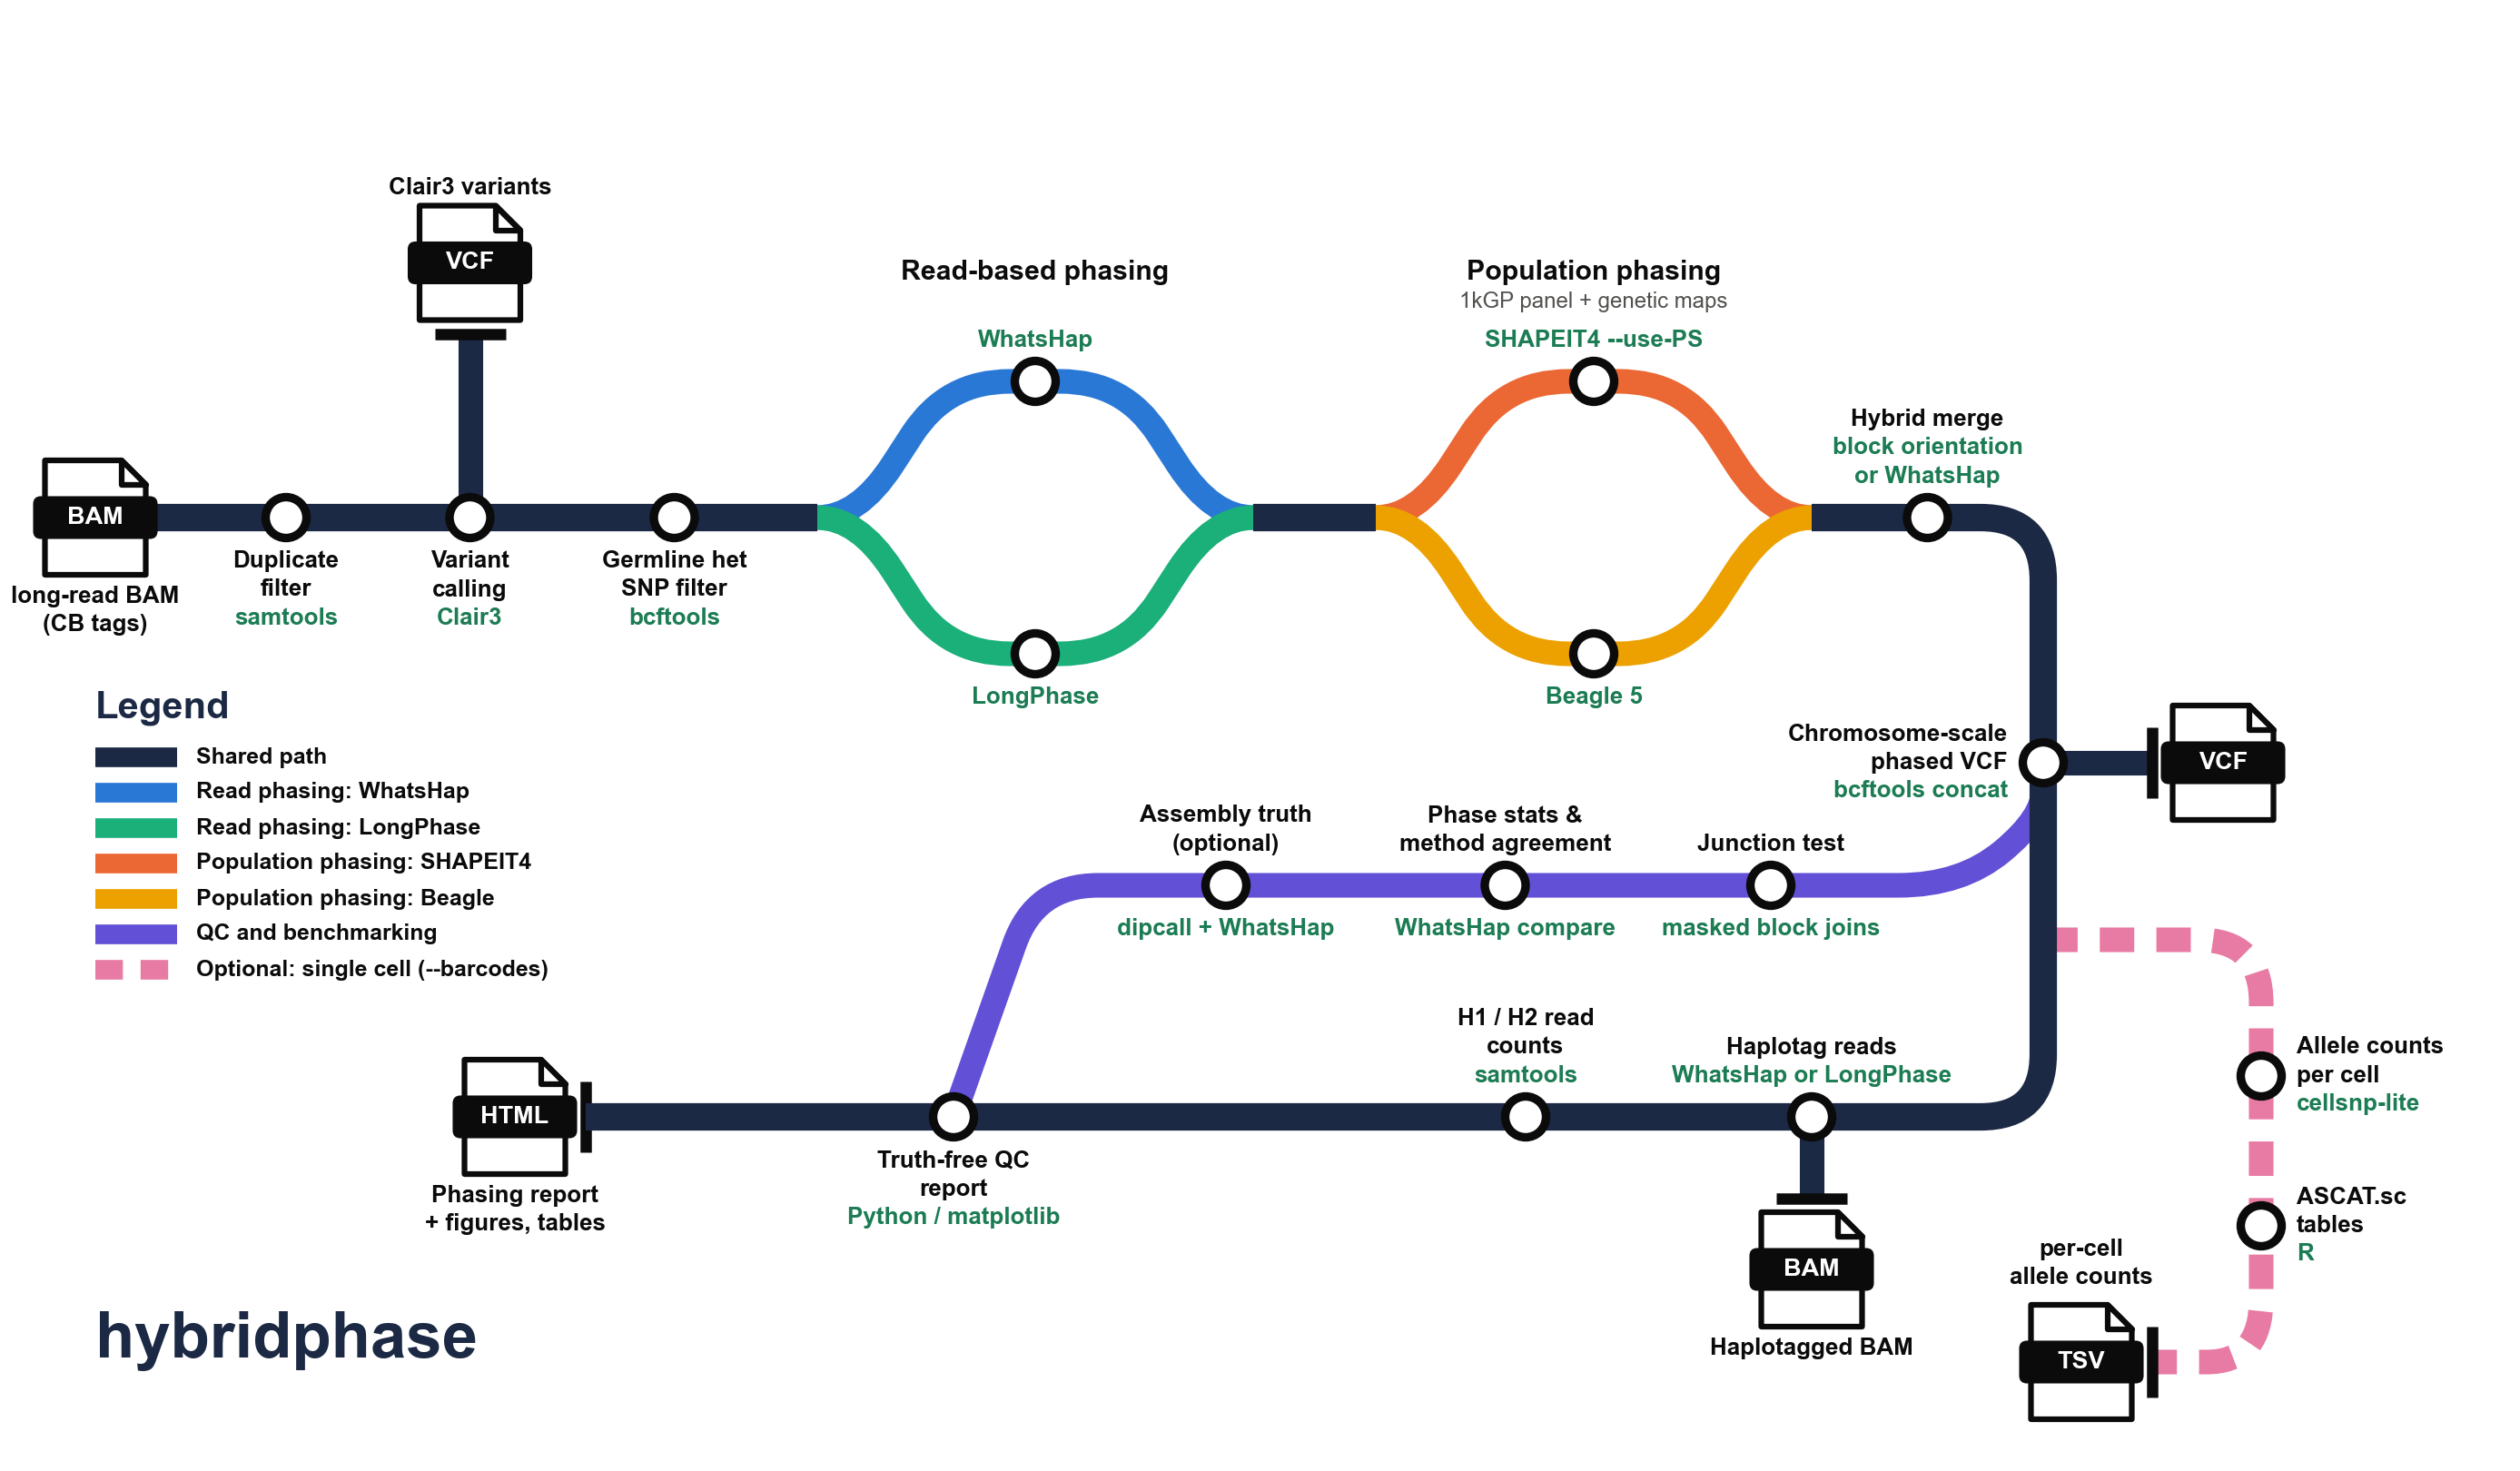 Clair3 variants
VCF
Read-based phasing
Population phasing
1kGP panel + genetic maps
WhatsHap
SHAPEIT4 --use-PS
Hybrid merge
block orientation
or WhatsHap
BAM
long-read BAM
(CB tags)
Duplicate
filter
samtools
Variant
calling
Clair3
Germline het
SNP filter
bcftools
LongPhase
Beagle 5
Legend
Shared path
Read phasing: WhatsHap
Read phasing: LongPhase
Population phasing: SHAPEIT4
Population phasing: Beagle
QC and benchmarking
Optional: single cell (--barcodes)
Chromosome-scale
phased VCF
bcftools concat
VCF
Assembly truth
(optional)
dipcall + WhatsHap
Phase stats &
method agreement
WhatsHap compare
Junction test
masked block joins
H1 / H2 read
counts
samtools
Haplotag reads
WhatsHap or LongPhase
Allele counts
per cell
cellsnp-lite
HTML
Phasing report
+ figures, tables
Truth-free QC
report
Python / matplotlib
ASCAT.sc
tables
R
BAM
Haplotagged BAM
per-cell
allele counts
TSV
hybridphase